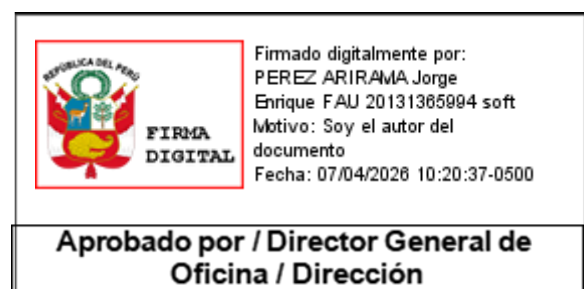 REPÚBLICA DEL PERÚ
FIRMA
DIGITAL
Firmado digitalmente por:
PEREZ ARIRAMA Jorge
Enrique FAU 20131365994 soft
Motivo: Soy el autor del
documento
Fecha: 07/04/2026 10:20:37-0500
Aprobado por / Director General de
Oficina / Dirección